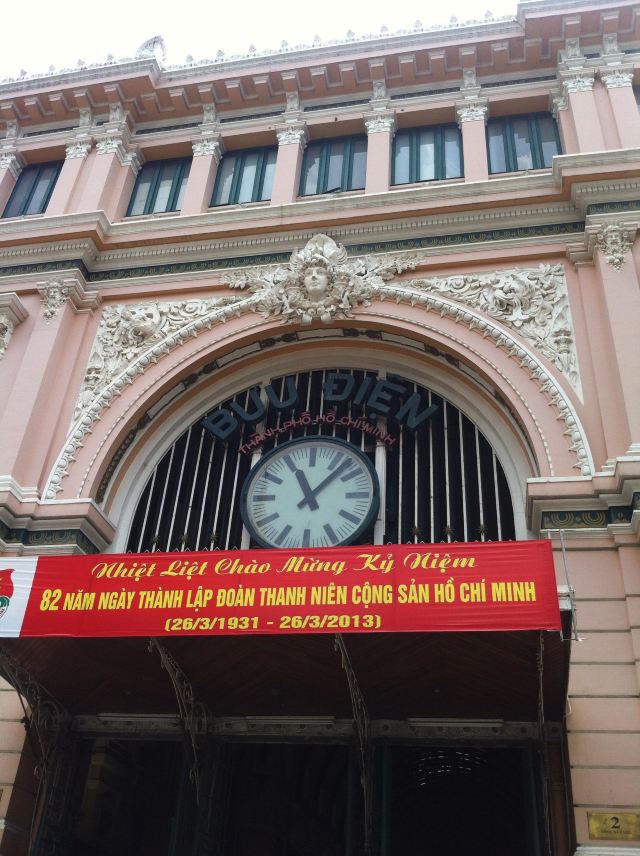 BƯU ĐIỆN
THÀNH PHỐ HỒ CHÍ MINH
Nhiệt Liệt Chào Mừng Kỷ Niệm
82 NĂM NGÀY THÀNH LẬP ĐOÀN THANH NIÊN CỘNG SẢN HỒ CHÍ MINH
(26/3/1931 - 26/3/2013)
2